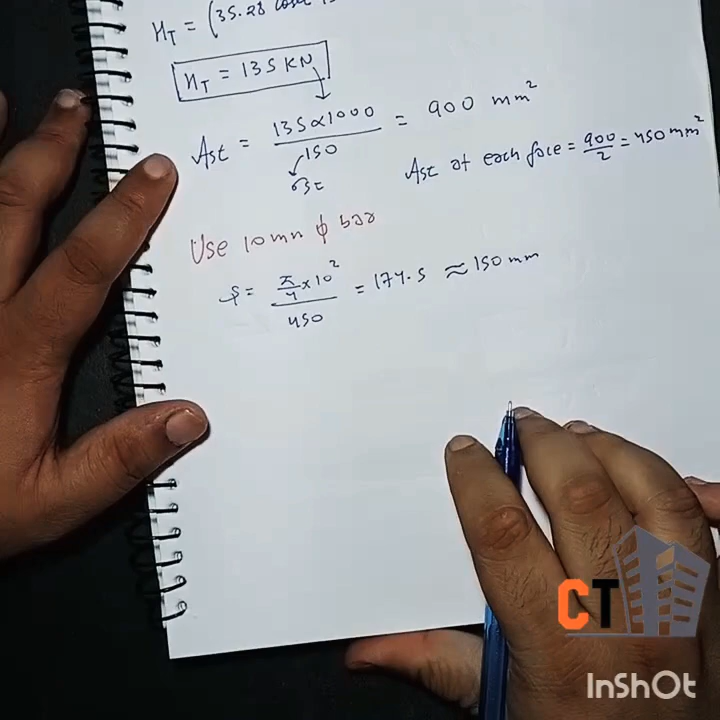 H_T = (35.28
H_T = 135 KN
Ast = 135×1000 / 150 = 900 mm²
σst
Ast at each face = 900/2 = 450 mm²
Use 10mm ϕ bar
S = π/4 × 10² / 450 = 174.5 ≈ 150 mm
CT
InShOt